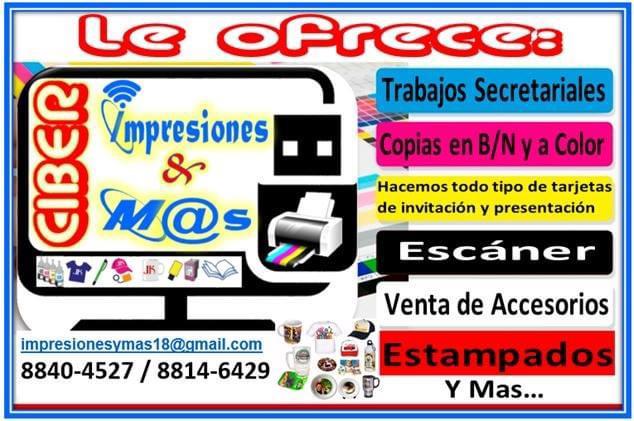 Le ofrece:
CIBER
impresiones
&
M@s
Trabajos Secretariales
Copias en B/N y a Color
Hacemos todo tipo de tarjetas
de invitación y presentación
Escáner
Venta de Accesorios
Estampados
Y Mas...
impresionesymas18@gmail.com
8840-4527 / 8814-6429